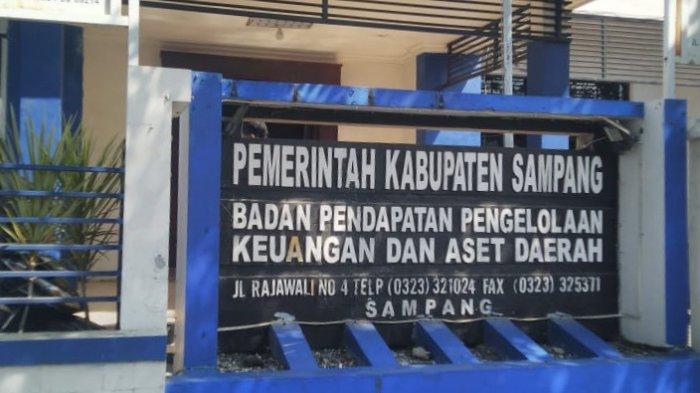 PEMERINTAH KABUPATEN SAMPANG
BADAN PENDAPATAN PENGELOLAAN
KEUANGAN DAN ASET DAERAH
JL RAJAWALI NO 4 TELP (0323) 321024 FAX (0323) 325371
SAMPANG